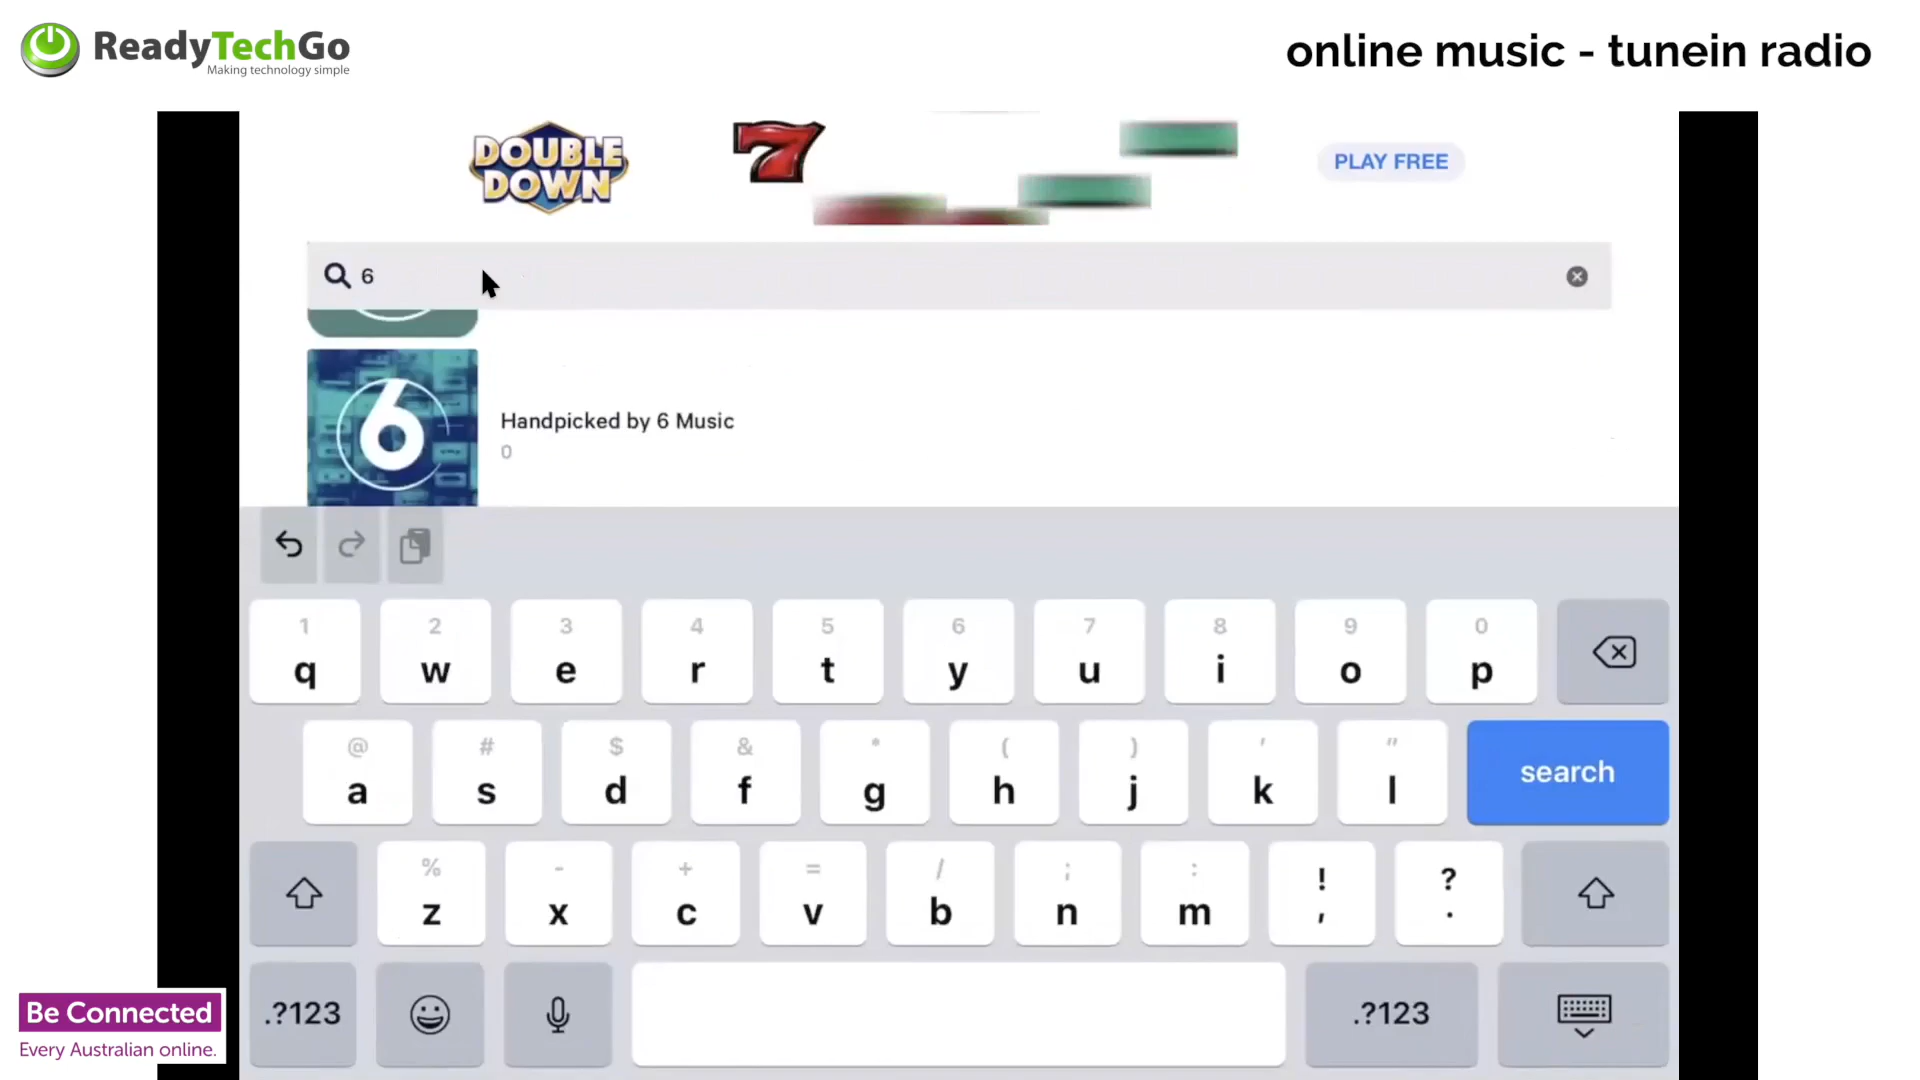 ReadyTechGo
Making technology simple
online music - tunein radio
DOUBLE
DOWN
7
PLAY FREE
6
6
Handpicked by 6 Music
0
1 2 3 4 5 6 7 8 9 0
q w e r t y u i o p
@ # $ & * ( ) ' "
a s d f g h j k l search
% - + = / ; : ! ?
z x c v b n m , .
.?123 .?123
Be Connected
Every Australian online.